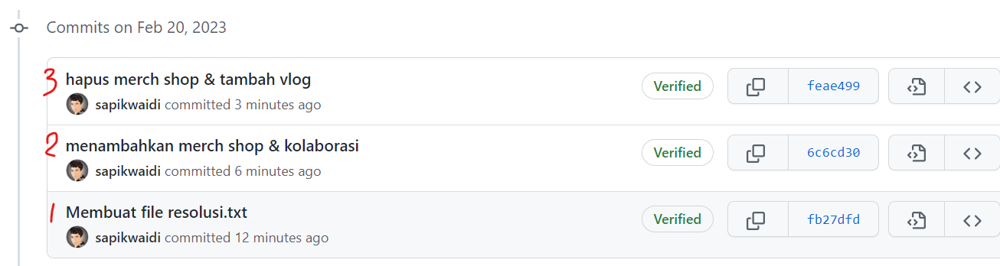 Commits on Feb 20, 2023
3 hapus merch shop & tambah vlog
sapikwaidi committed 3 minutes ago
Verified
feae499
2 menambahkan merch shop & kolaborasi
sapikwaidi committed 6 minutes ago
Verified
6c6cd30
1 Membuat file resolusi.txt
sapikwaidi committed 12 minutes ago
Verified
fb27dfd